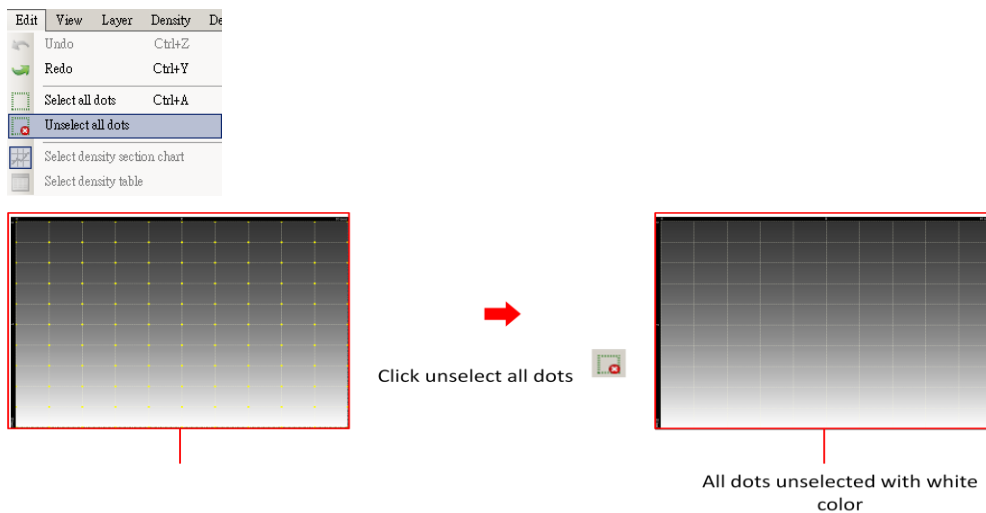 Edit View Layer Density De
Undo Ctrl+Z
Redo Ctrl+Y
Select all dots Ctrl+A
Unselect all dots
Select density section chart
Select density table
Click unselect all dots
All dots unselected with white
color